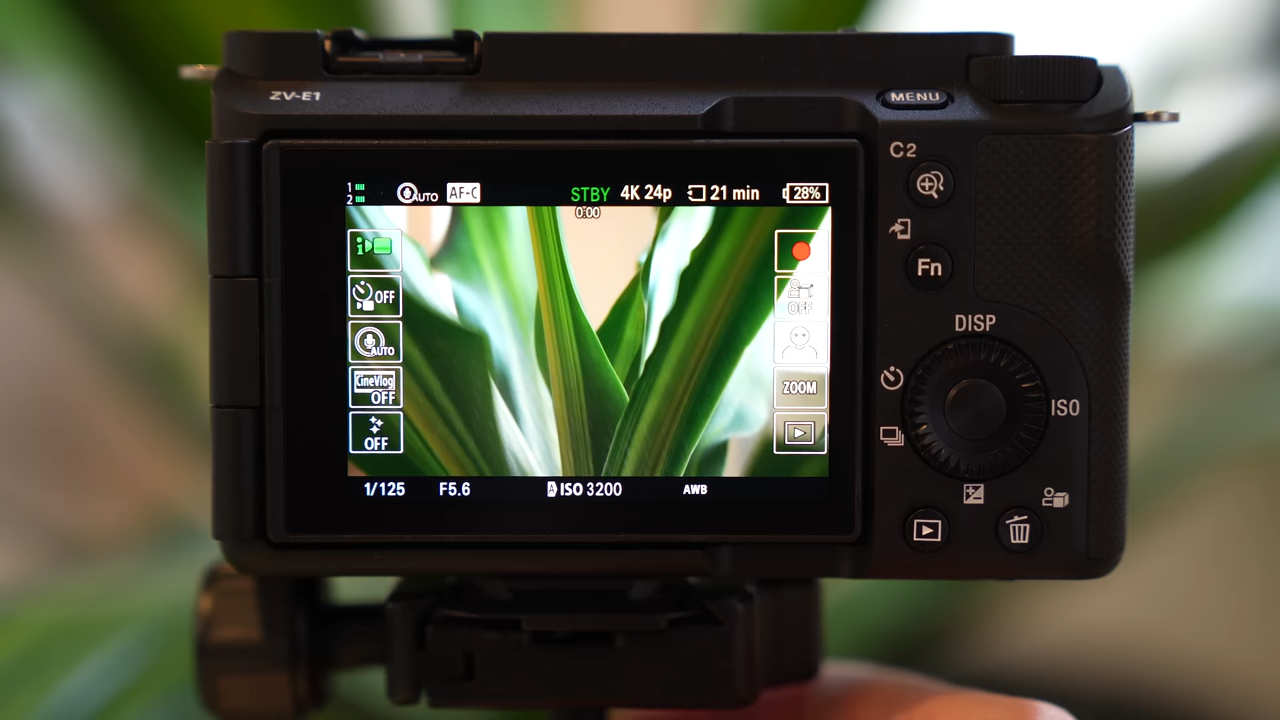 ZV-E1
MENU
C2
1
2
AUTO AF-C STBY 4K 24p 21 min 28%
0:00
OFF
OFF
AUTO
Fn
DISP
CineVlog
OFF
ZOOM
ISO
OFF
1/125 F5.6 A ISO 3200 AWB